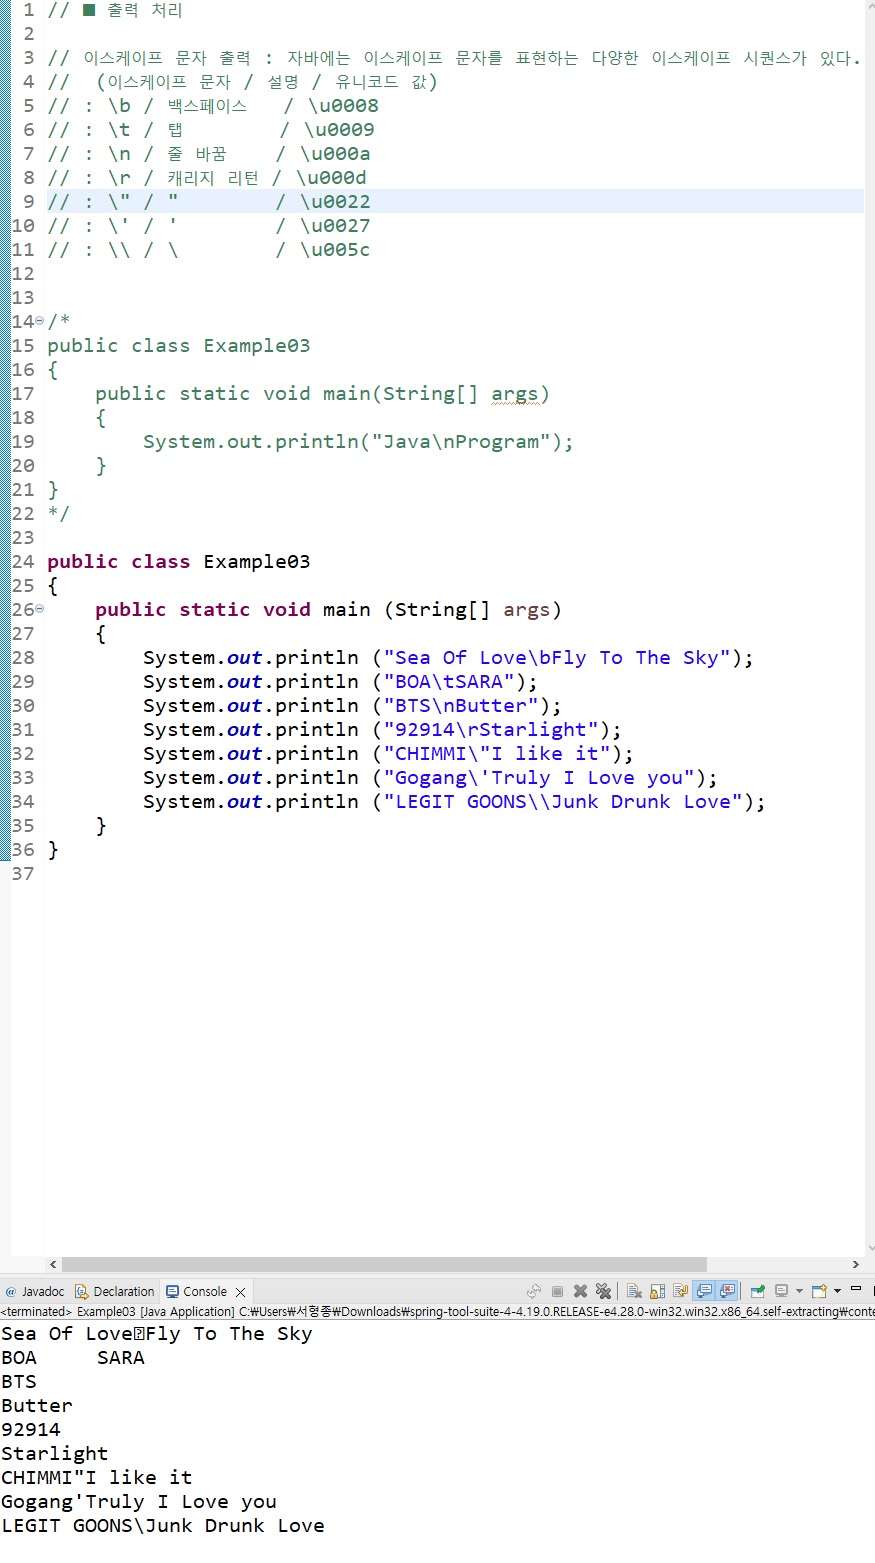 1 // ■ 출력 처리
2
3 // 이스케이프 문자 출력 : 자바에는 이스케이프 문자를 표현하는 다양한 이스케이프 시퀀스가 있다.
4 //  (이스케이프 문자 / 설명 / 유니코드 값)
5 // : \b / 백스페이스   / \u0008
6 // : \t / 탭        / \u0009
7 // : \n / 줄 바꿈    / \u000a
8 // : \r / 캐리지 리턴 / \u000d
9 // : \" / "        / \u0022
10 // : \' / '        / \u0027
11 // : \\ / \        / \u005c
12
13
14 /*
15 public class Example03
16 {
17     public static void main(String[] args)
18     {
19         System.out.println("Java\nProgram");
20     }
21 }
22 */
23
24 public class Example03
25 {
26     public static void main (String[] args)
27     {
28         System.out.println ("Sea Of Love\bFly To The Sky");
29         System.out.println ("BOA\tSARA");
30         System.out.println ("BTS\nButter");
31         System.out.println ("92914\rStarlight");
32         System.out.println ("CHIMMI\"I like it");
33         System.out.println ("Gogang\'Truly I Love you");
34         System.out.println ("LEGIT GOONS\\Junk Drunk Love");
35     }
36 }
37
@ Javadoc Declaration Console
<terminated> Example03 [Java Application] C:₩Users₩서형종₩Downloads₩spring-tool-suite-4-4.19.0.RELEASE-e4.28.0-win32.win32.x86_64.self-extracting₩conte
Sea Of Love Fly To The Sky
BOA     SARA
BTS
Butter
92914
Starlight
CHIMMI"I like it
Gogang'Truly I Love you
LEGIT GOONS\Junk Drunk Love